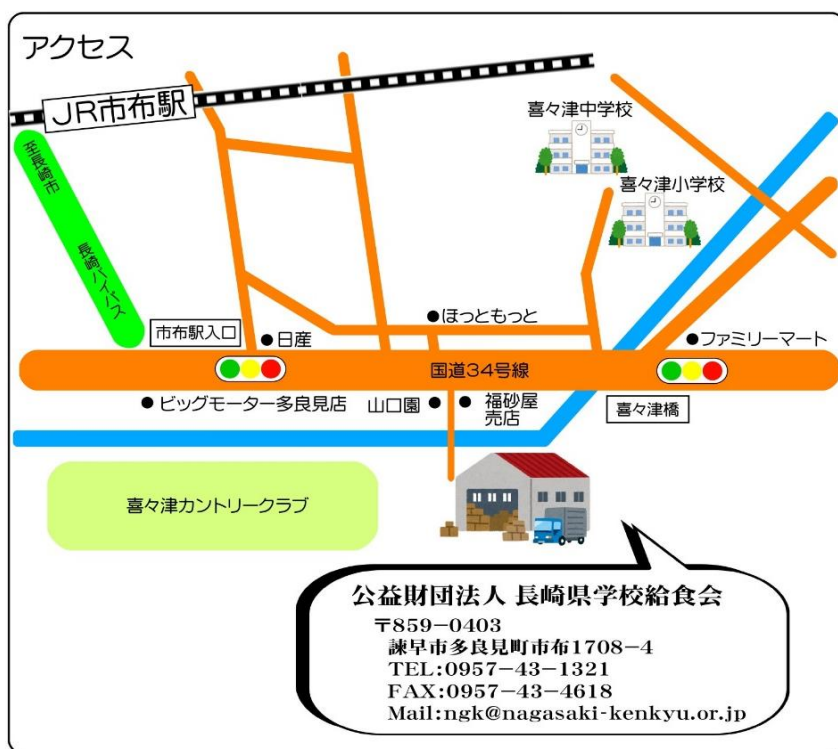 アクセス
JR市布駅
喜々津中学校
喜々津小学校
至長崎市
長崎バイパス
市布駅入口
日産
ほっともっと
ファミリーマート
国道34号線
ビッグモーター多良見店
山口園
福砂屋
売店
喜々津橋
喜々津カントリークラブ
公益財団法人 長崎県学校給食会
〒859-0403
諫早市多良見町市布1708-4
TEL:0957-43-1321
FAX:0957-43-4618
Mail:ngk@nagasaki-kenkyu.or.jp